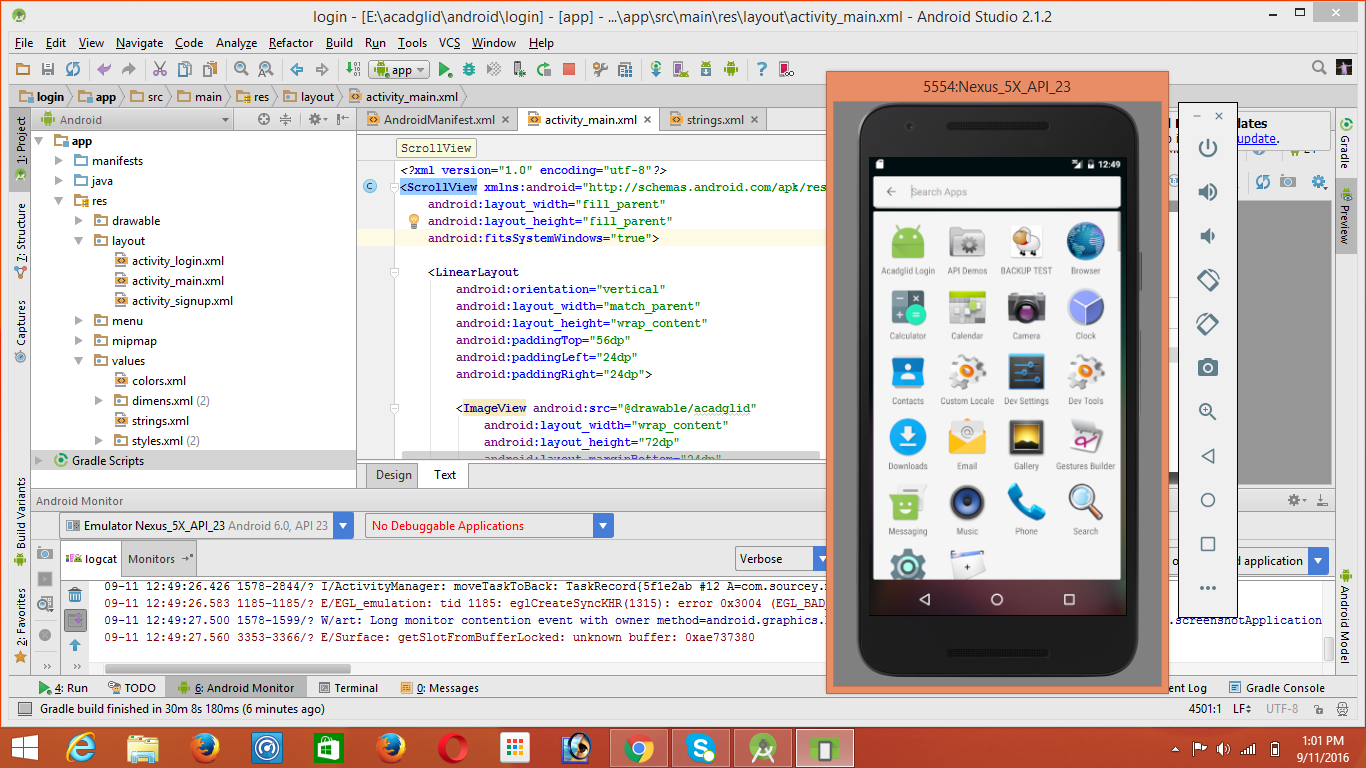 login - [E:\acadglid\android\login] - [app] - ...\app\src\main\res\layout\activity_main.xml - Android Studio 2.1.2
File Edit View Navigate Code Analyze Refactor Build Run Tools VCS Window Help
app
login app src main res layout activity_main.xml
1: Project
7: Structure
Captures
Build Variants
2: Favorites
Android
app
manifests
java
res
drawable
layout
activity_login.xml
activity_main.xml
activity_signup.xml
menu
mipmap
values
colors.xml
dimens.xml (2)
strings.xml
styles.xml (2)
Gradle Scripts
AndroidManifest.xml activity_main.xml strings.xml
ScrollView
<?xml version="1.0" encoding="utf-8"?>
<ScrollView xmlns:android="http://schemas.android.com/apk/res
android:layout_width="fill_parent"
android:layout_height="fill_parent"
android:fitsSystemWindows="true">
<LinearLayout
android:orientation="vertical"
android:layout_width="match_parent"
android:layout_height="wrap_content"
android:paddingTop="56dp"
android:paddingLeft="24dp"
android:paddingRight="24dp">
<ImageView android:src="@drawable/acadglid"
android:layout_width="wrap_content"
android:layout_height="72dp"
android:layout_marginBottom="24dp"
Design Text
5554:Nexus_5X_API_23
12:49
Search Apps
Acadglid Login API Demos BACKUP TEST Browser
Calculator Calendar Camera Clock
Contacts Custom Locale Dev Settings Dev Tools
Downloads Email Gallery Gestures Builder
Messaging Music Phone Search
dates
update.
Gradle
Preview
Android Model
Android Monitor
Emulator Nexus_5X_API_23 Android 6.0, API 23 No Debuggable Applications
logcat Monitors Verbose
d application
09-11 12:49:26.426 1578-2844/? I/ActivityManager: moveTaskToBack: TaskRecord{5f1e2ab #12 A=com.sourcey.
09-11 12:49:26.583 1185-1185/? E/EGL_emulation: tid 1185: eglCreateSyncKHR(1315): error 0x3004 (EGL_BAD
09-11 12:49:27.500 1578-1599/? W/art: Long monitor contention event with owner method=android.graphics. .screenshotApplication
09-11 12:49:27.560 3353-3366/? E/Surface: getSlotFromBufferLocked: unknown buffer: 0xae737380
4: Run TODO 6: Android Monitor Terminal 0: Messages ent Log Gradle Console
Gradle build finished in 30m 8s 180ms (6 minutes ago) 4501:1 LF UTF-8
1:01 PM
9/11/2016